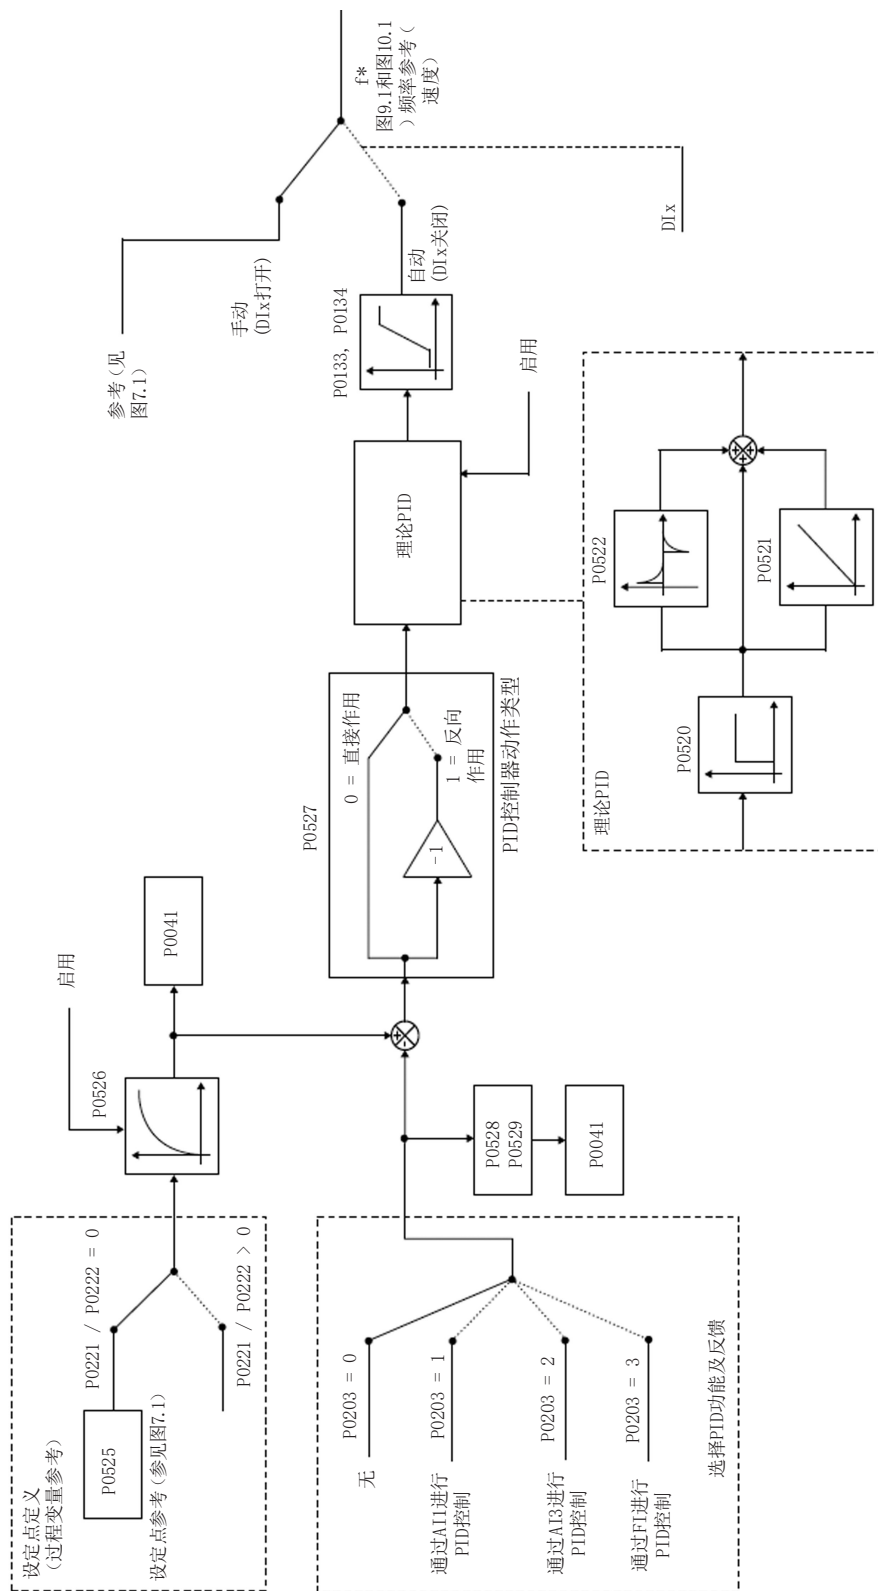 设定点定义
(过程变量参考)
P0525
设定点参考(参见图7.1)
P0221 / P0222 = 0
P0221 / P0222 > 0
P0526
启用
P0041
无
P0203 = 0
通过AI1进行
PID控制
P0203 = 1
通过AI3进行
PID控制
P0203 = 2
通过FI进行
PID控制
P0203 = 3
选择PID功能及反馈
P0528
P0529
P0041
+
-
P0527
0 = 直接作用
-1
1 = 反向
作用
PID控制器动作类型
理论PID
启用
P0133, P0134
参考(见
图7.1)
手动
(DIx打开)
自动
(DIx关闭)
f*
图9.1和图10.1
)频率参考(
速度)
DIx
理论PID
P0520
P0522
P0521
+
+
+